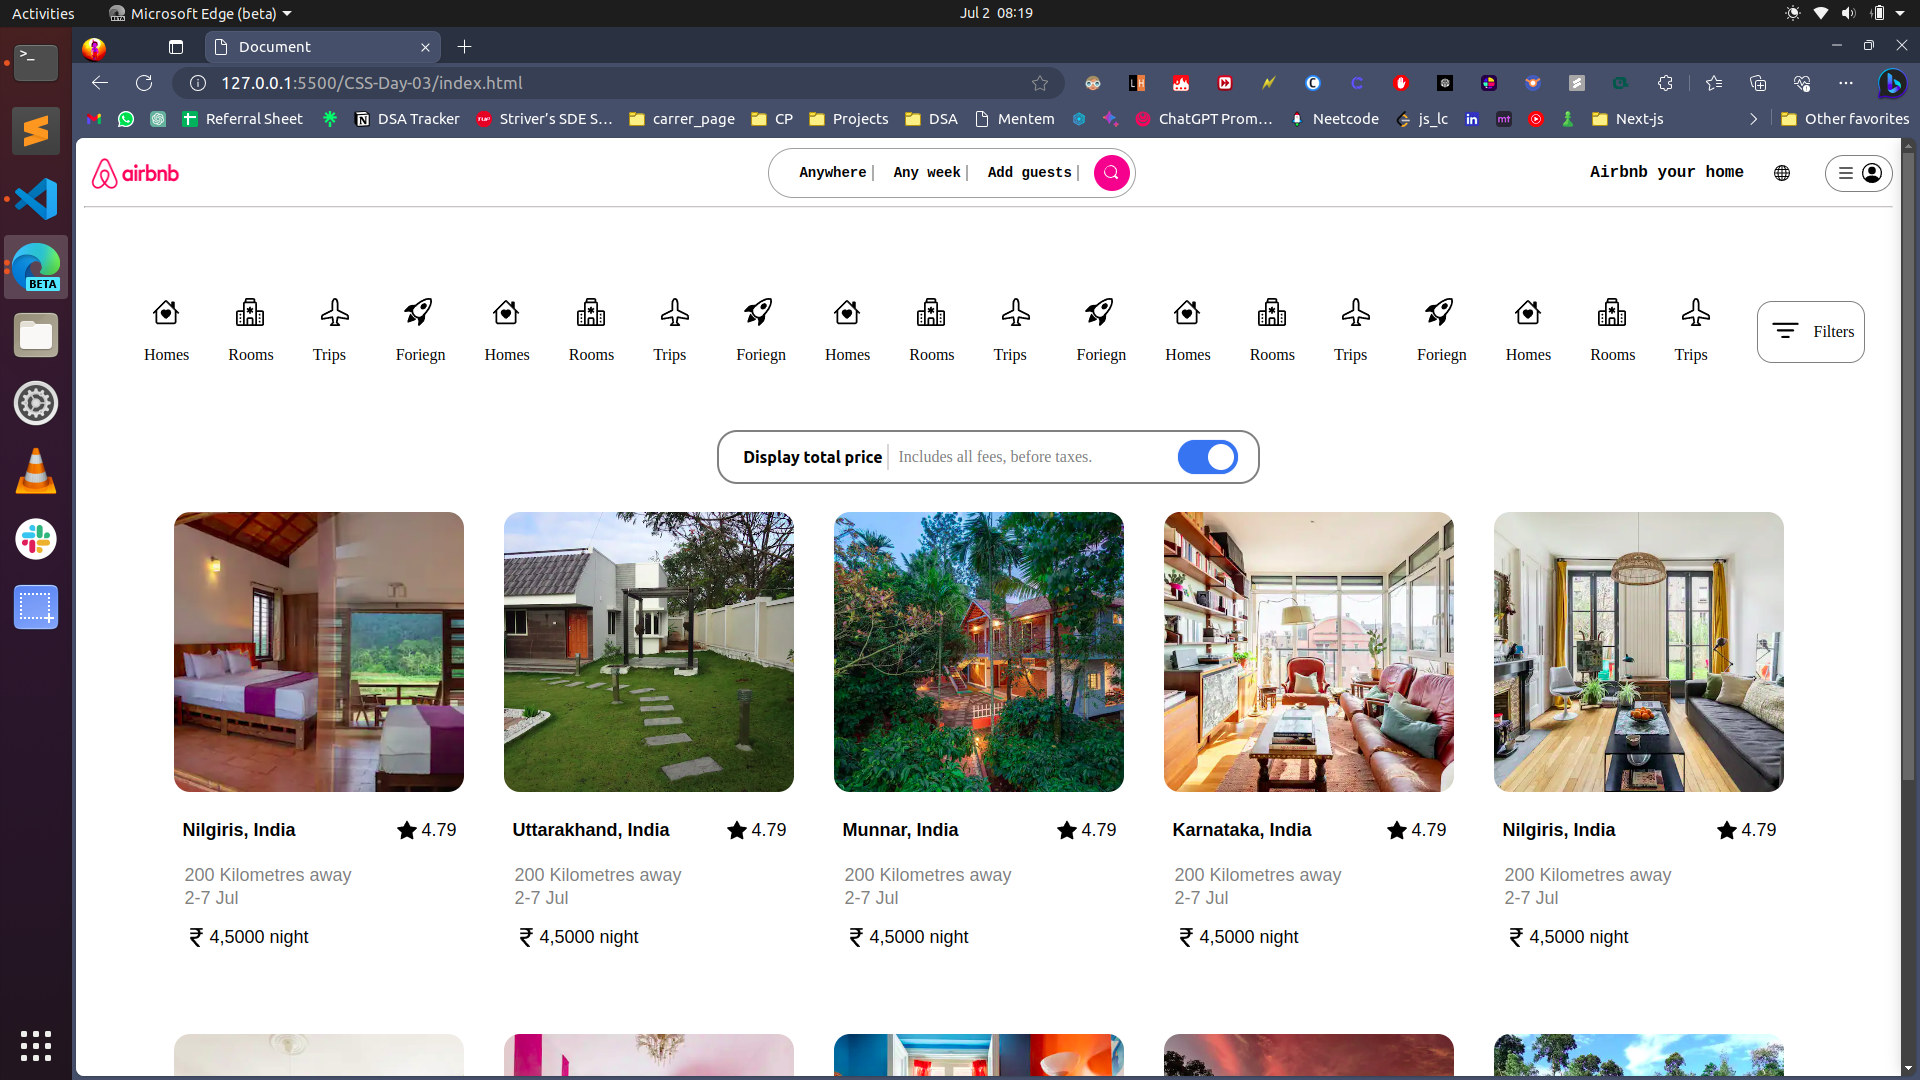 Activities Microsoft Edge (beta) Jul 2 08:19
Document
127.0.0.1:5500/CSS-Day-03/index.html
Referral Sheet DSA Tracker Striver's SDE S... carrer_page CP Projects DSA Mentem ChatGPT Prom... Neetcode js_lc Next-js Other favorites
airbnb Anywhere Any week Add guests Airbnb your home
Homes Rooms Trips Foriegn Homes Rooms Trips Foriegn Homes Rooms Trips Foriegn Homes Rooms Trips Foriegn Homes Rooms Trips Filters
BETA
Display total price Includes all fees, before taxes.
Nilgiris, India 4.79 Uttarakhand, India 4.79 Munnar, India 4.79 Karnataka, India 4.79 Nilgiris, India 4.79
200 Kilometres away 200 Kilometres away 200 Kilometres away 200 Kilometres away 200 Kilometres away
2-7 Jul 2-7 Jul 2-7 Jul 2-7 Jul 2-7 Jul
₹ 4,5000 night ₹ 4,5000 night ₹ 4,5000 night ₹ 4,5000 night ₹ 4,5000 night